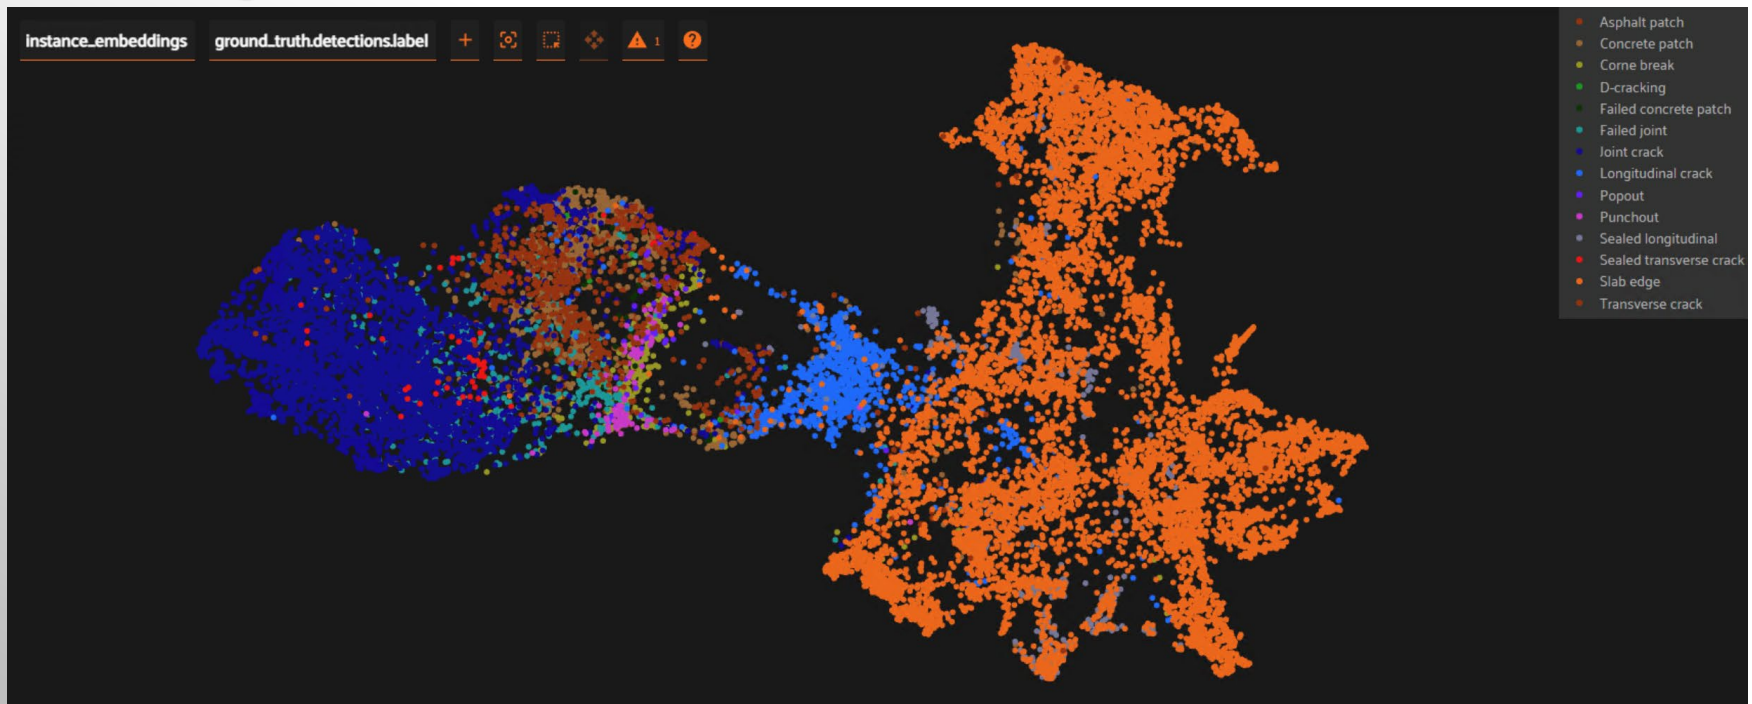 instance_embeddings ground_truth.detections.label 1
Asphalt patch
Concrete patch
Corne break
D-cracking
Failed concrete patch
Failed joint
Joint crack
Longitudinal crack
Popout
Punchout
Sealed longitudinal
Sealed transverse crack
Slab edge
Transverse crack